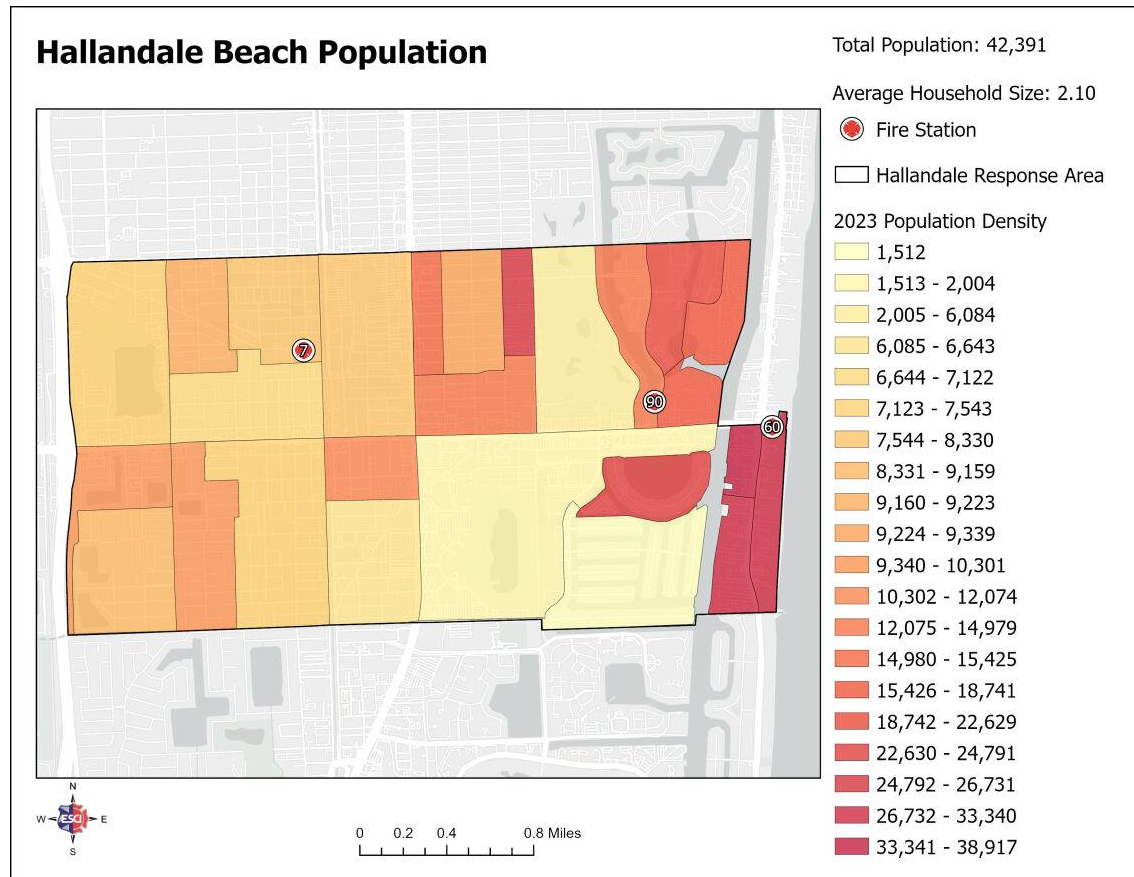 Hallandale Beach Population
Total Population: 42,391
Average Household Size: 2.10
Fire Station
Hallandale Response Area
2023 Population Density
1,512
1,513 - 2,004
2,005 - 6,084
6,085 - 6,643
6,644 - 7,122
7,123 - 7,543
7,544 - 8,330
8,331 - 9,159
9,160 - 9,223
9,224 - 9,339
9,340 - 10,301
10,302 - 12,074
12,075 - 14,979
14,980 - 15,425
15,426 - 18,741
18,742 - 22,629
22,630 - 24,791
24,792 - 26,731
26,732 - 33,340
33,341 - 38,917
7
90
60
N
W ESCI E
S
0 0.2 0.4 0.8 Miles